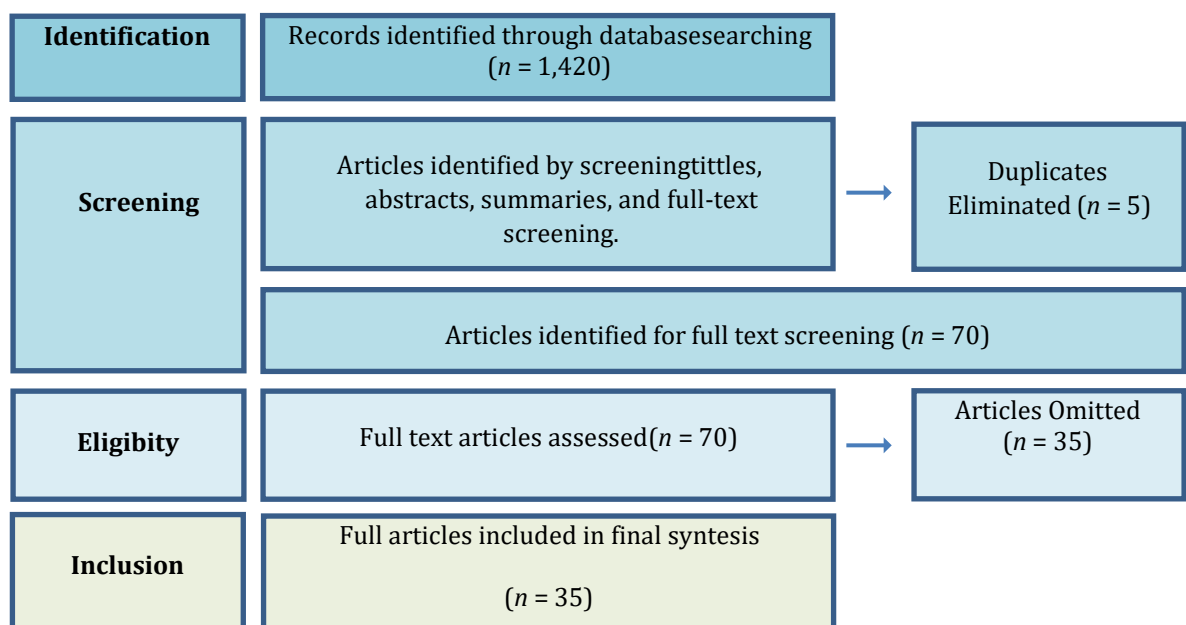 Identification
Records identified through databasesearching
(n = 1,420)
Screening
Articles identified by screeningtittles,
abstracts, summaries, and full-text
screening.
Duplicates
Eliminated (n = 5)
Articles identified for full text screening (n = 70)
Eligibity
Full text articles assessed(n = 70)
Articles Omitted
(n = 35)
Inclusion
Full articles included in final syntesis
(n = 35)